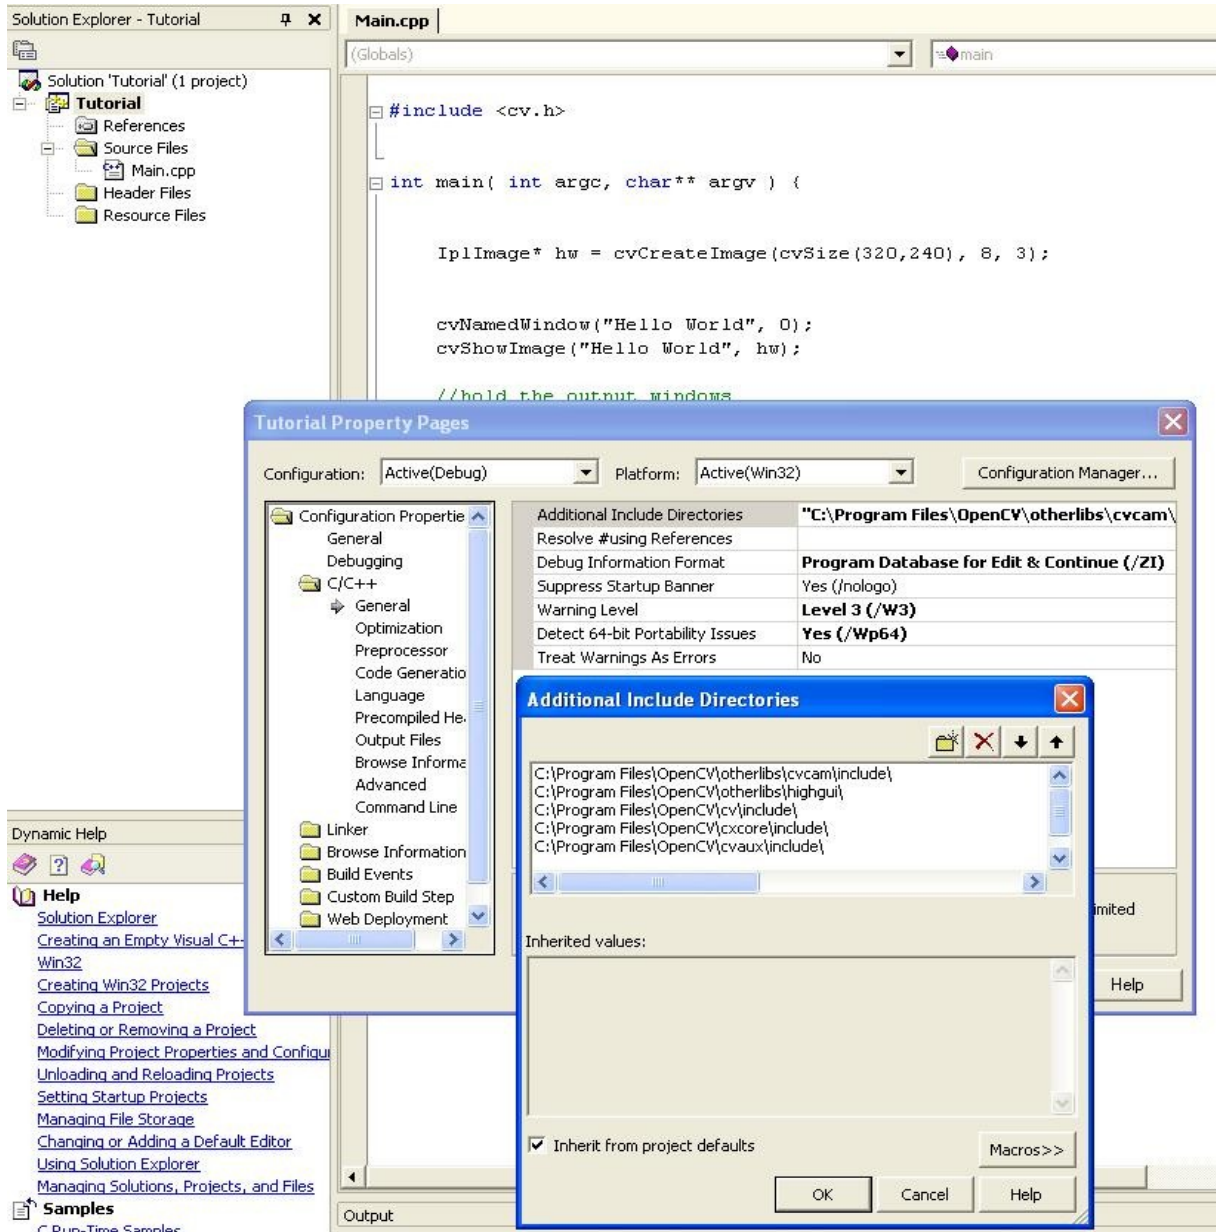 Solution Explorer - Tutorial
Solution 'Tutorial' (1 project)
Tutorial
References
Source Files
Main.cpp
Header Files
Resource Files
Main.cpp
(Globals)
main
#include <cv.h>
int main( int argc, char** argv ) {
IplImage* hw = cvCreateImage(cvSize(320,240), 8, 3);
cvNamedWindow("Hello World", 0);
cvShowImage("Hello World", hw);
//hold the output windows
Tutorial Property Pages
Configuration: Active(Debug) Platform: Active(Win32) Configuration Manager...
Configuration Propertie
General
Debugging
C/C++
General
Optimization
Preprocessor
Code Generatio
Language
Precompiled He
Output Files
Browse Informa
Advanced
Command Line
Linker
Browse Information
Build Events
Custom Build Step
Web Deployment
Additional Include Directories "C:\Program Files\OpenCV\otherlibs\cvcam\
Resolve #using References
Debug Information Format Program Database for Edit & Continue (/ZI)
Suppress Startup Banner Yes (/nologo)
Warning Level Level 3 (/W3)
Detect 64-bit Portability Issues Yes (/Wp64)
Treat Warnings As Errors No
imited
Help
Additional Include Directories
C:\Program Files\OpenCV\otherlibs\cvcam\include\
C:\Program Files\OpenCV\otherlibs\highgui\
C:\Program Files\OpenCV\cv\include\
C:\Program Files\OpenCV\cxcore\include\
C:\Program Files\OpenCV\cvaux\include\
Inherited values:
Inherit from project defaults
Macros>>
OK Cancel Help
Dynamic Help
Help
Solution Explorer
Creating an Empty Visual C+
Win32
Creating Win32 Projects
Copying a Project
Deleting or Removing a Project
Modifying Project Properties and Configu
Unloading and Reloading Projects
Setting Startup Projects
Managing File Storage
Changing or Adding a Default Editor
Using Solution Explorer
Managing Solutions, Projects, and Files
Samples
C Run-Time Samples
Output